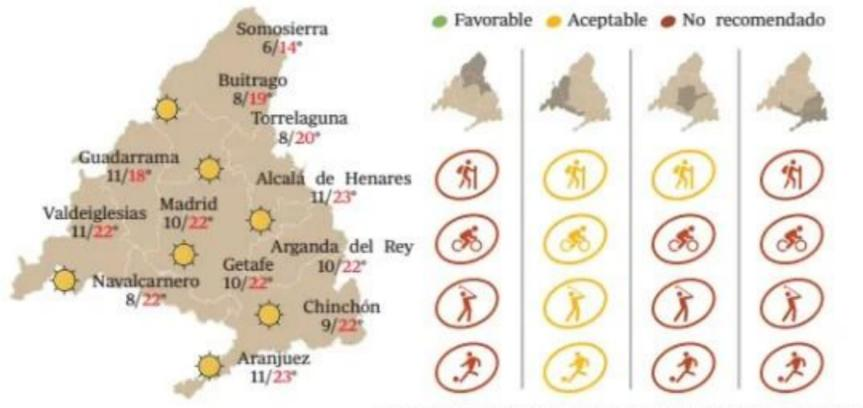 Favorable Aceptable No recomendado
Somosierra
6/14°
Buitrago
8/19°
Torrelaguna
8/20°
Guadarrama
11/18°
Alcalá de Henares
11/23°
Valdeiglesias
11/22°
Madrid
10/22°
Arganda del Rey
10/22°
Getafe
10/22°
Navalcarnero
8/22°
Chinchón
9/22°
Aranjuez
11/23°